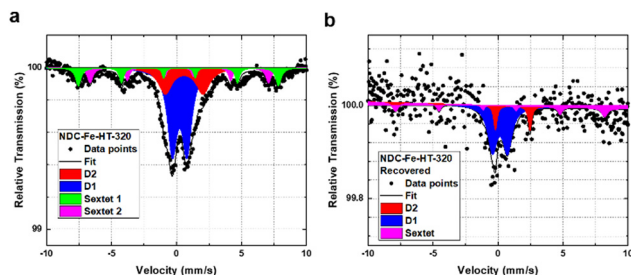 a
b
Relative Transmission (%)
100
99
NDC-Fe-HT-320
Data points
Fit
D2
D1
Sextet 1
Sextet 2
-10 -5 0 5 10
Velocity (mm/s)
Relative Transmission (%)
100.0
99.8
NDC-Fe-HT-320
Recovered
Data points
Fit
D2
D1
Sextet
-10 -5 0 5 10
Velocity (mm/s)